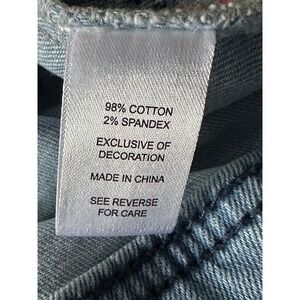 98% COTTON
2% SPANDEX
EXCLUSIVE OF
DECORATION
MADE IN CHINA
SEE REVERSE
FOR CARE